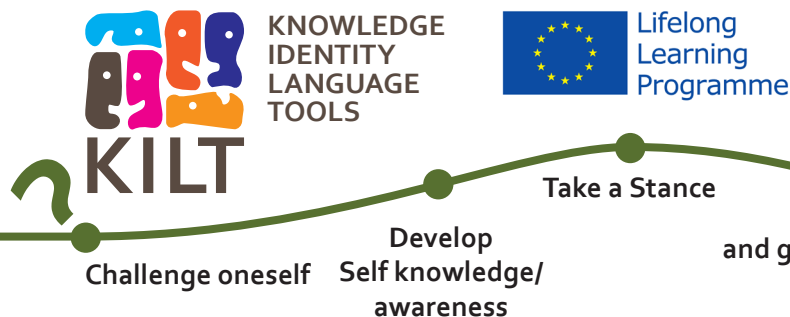 KNOWLEDGE
IDENTITY
LANGUAGE
TOOLS
KILT
Lifelong
Learning
Programme
?
Challenge oneself
Develop
Self knowledge/
awareness
Take a Stance
and g